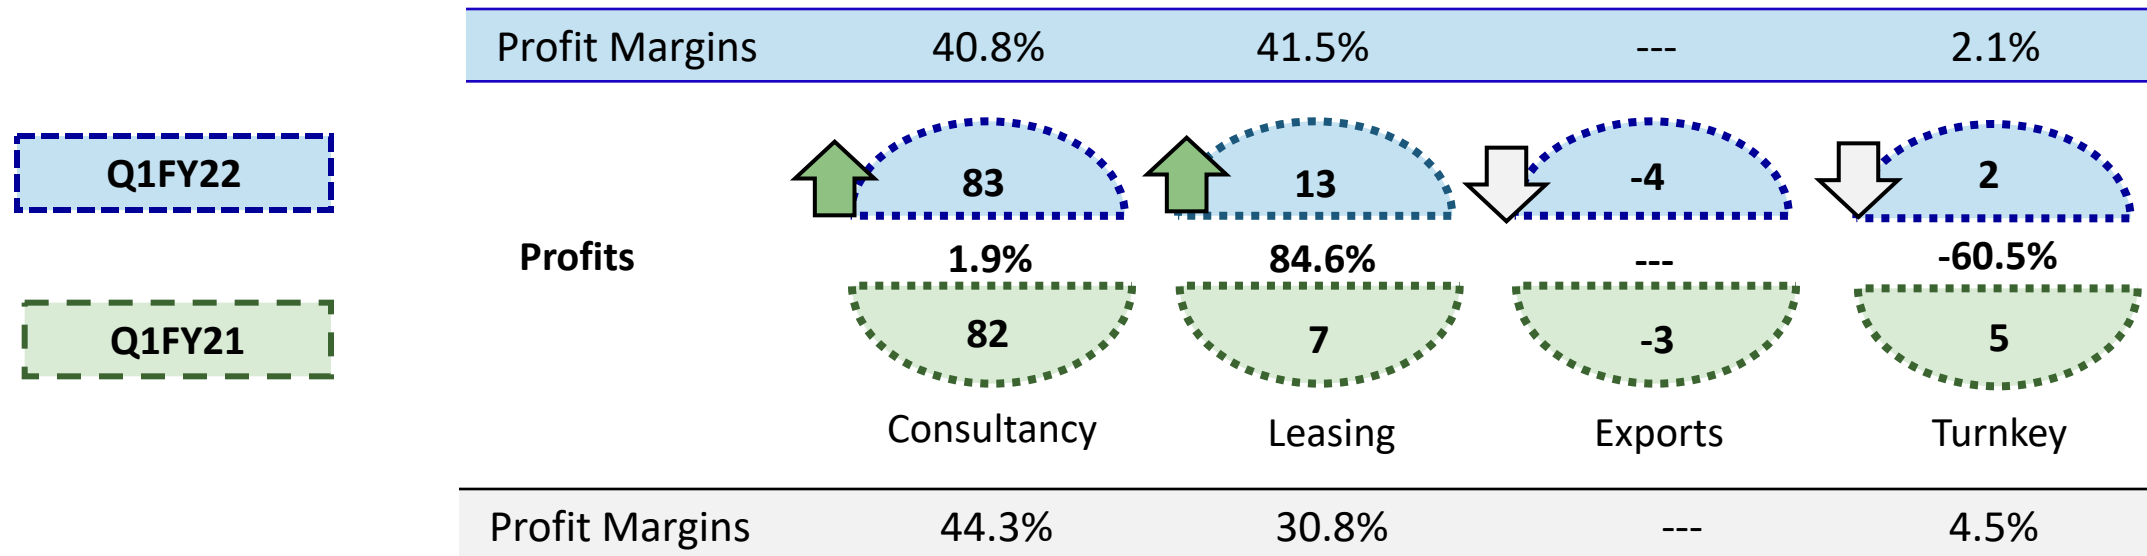 Profit Margins 40.8% 41.5% --- 2.1%
Q1FY22 83 13 -4 2
Profits 1.9% 84.6% --- -60.5%
Q1FY21 82 7 -3 5
Consultancy Leasing Exports Turnkey
Profit Margins 44.3% 30.8% --- 4.5%